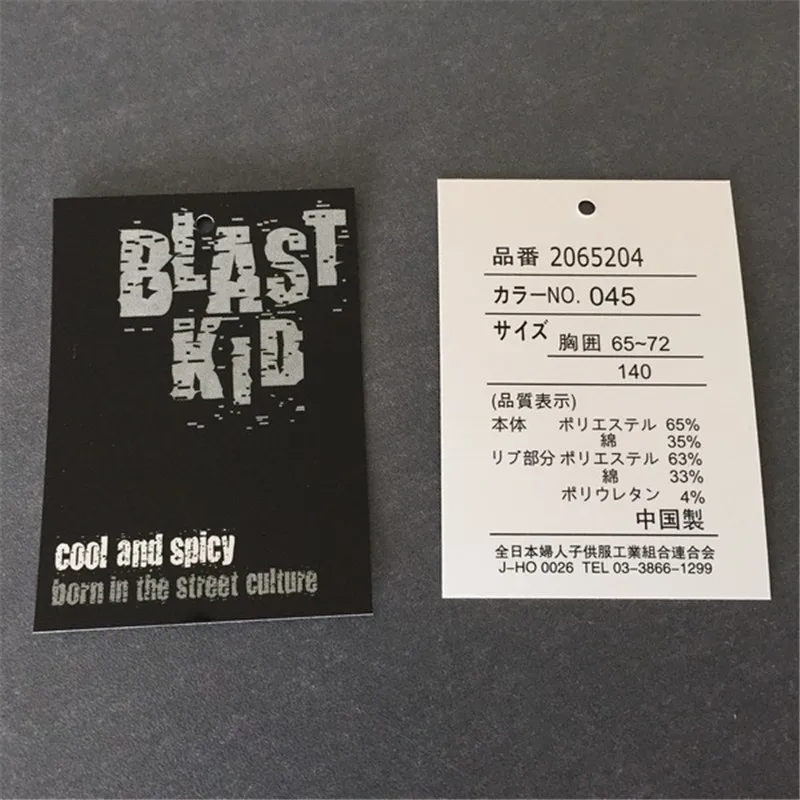 BLAST
KID
cool and spicy
born in the street culture
品番 2065204
カラーNO. 045
サイズ 胸囲 65~72
140
(品質表示)
本体 ポリエステル 65%
綿 35%
リブ部分 ポリエステル 63%
綿 33%
ポリウレタン 4%
中国製
全日本婦人子供服工業組合連合会
J-HO 0026 TEL 03-3866-1299